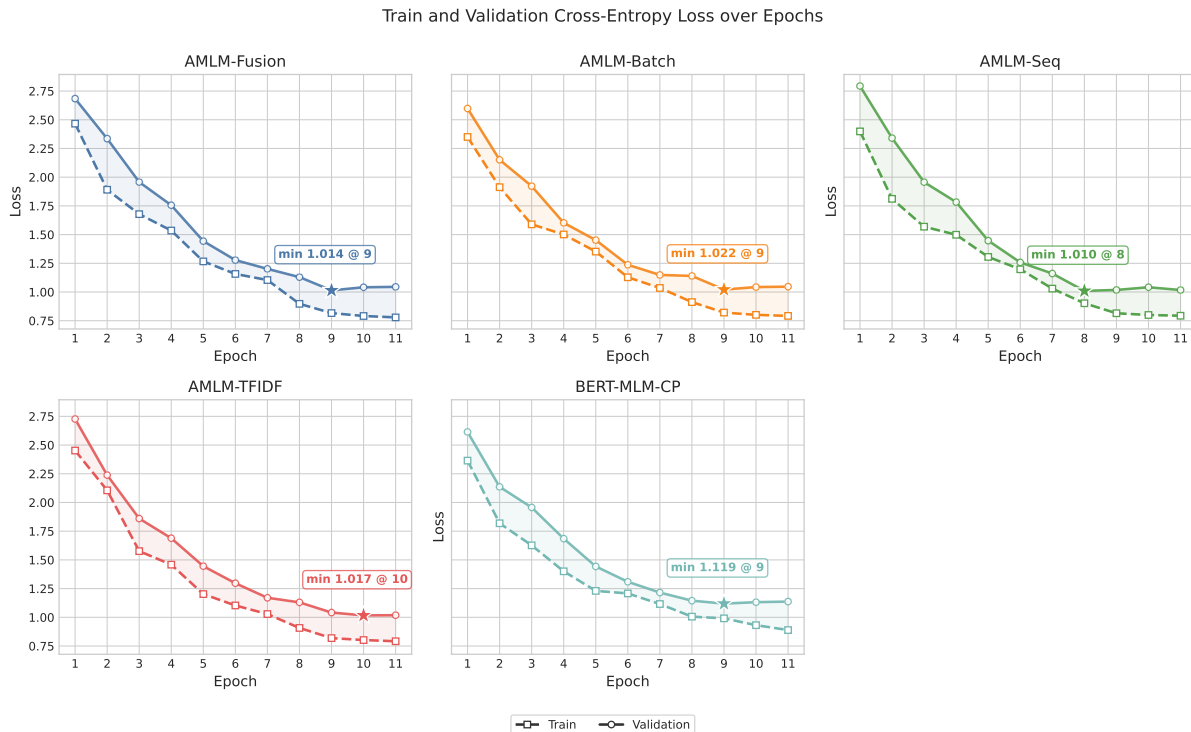 Train and Validation Cross-Entropy Loss over Epochs
AMLM-Fusion
Loss
2.75
2.50
2.25
2.00
1.75
1.50
1.25
1.00
0.75
min 1.014 @ 9
1 2 3 4 5 6 7 8 9 10 11
Epoch
AMLM-Batch
min 1.022 @ 9
1 2 3 4 5 6 7 8 9 10 11
Epoch
AMLM-Seq
Loss
min 1.010 @ 8
1 2 3 4 5 6 7 8 9 10 11
Epoch
AMLM-TFIDF
2.75
2.50
2.25
2.00
1.75
1.50
1.25
1.00
0.75
min 1.017 @ 10
1 2 3 4 5 6 7 8 9 10 11
Epoch
BERT-MLM-CP
Loss
min 1.119 @ 9
1 2 3 4 5 6 7 8 9 10 11
Epoch
Train Validation